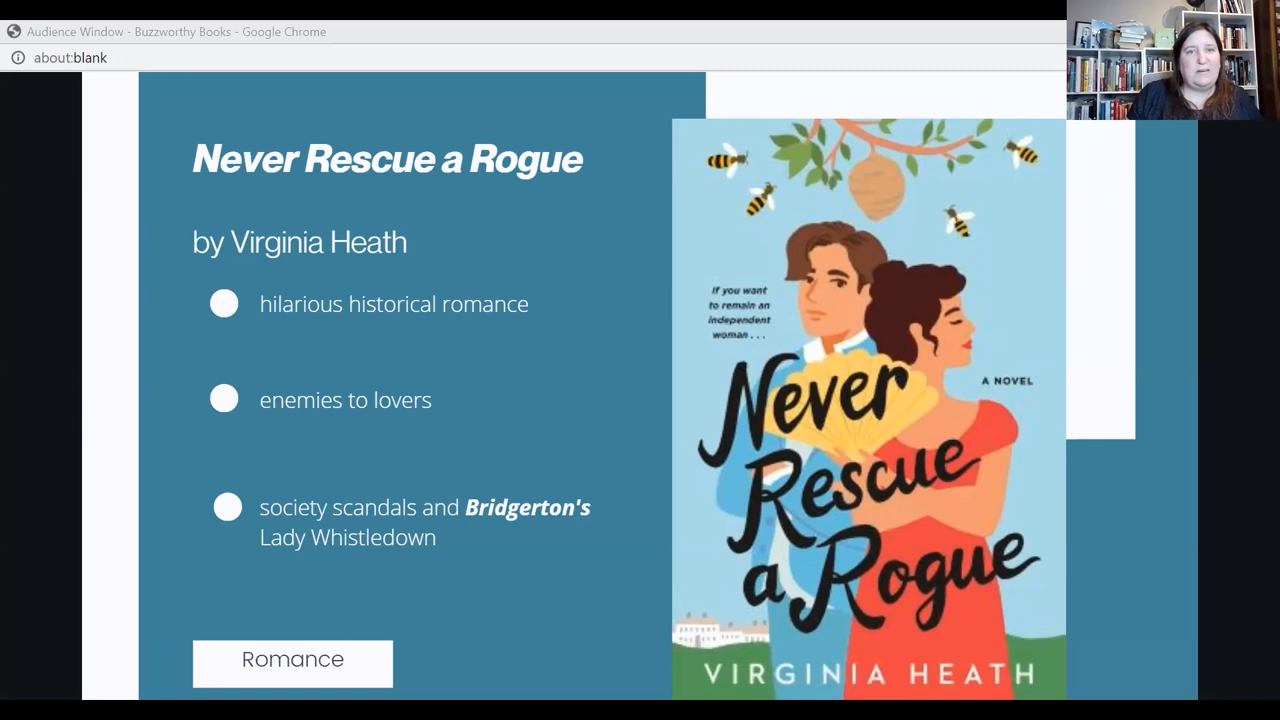 Audience Window - Buzzworthy Books - Google Chrome
about:blank
Never Rescue a Rogue
by Virginia Heath
hilarious historical romance
enemies to lovers
society scandals and Bridgerton's
Lady Whistledown
Romance
If you want
to remain an
independent
woman . . .
A NOVEL
Never
Rescue
a Rogue
VIRGINIA HEATH